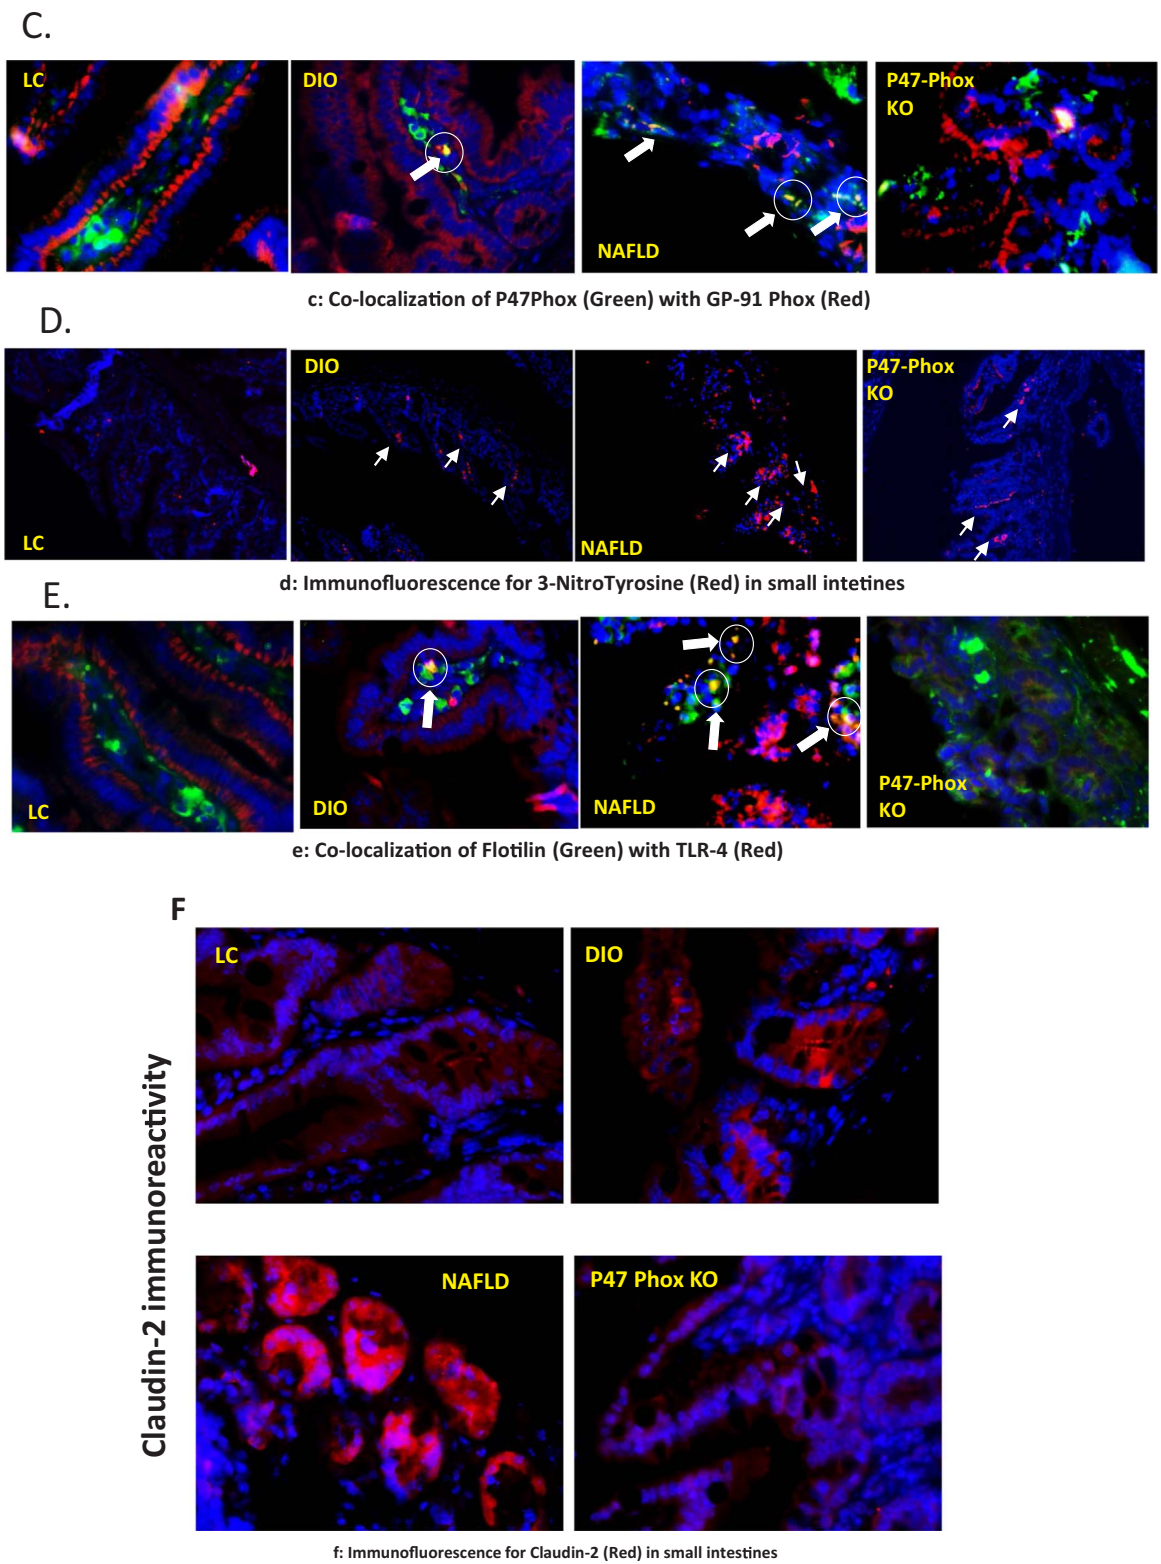 C.
LC
DIO
NAFLD
P47-Phox
KO
c: Co-localization of P47Phox (Green) with GP-91 Phox (Red)
D.
LC
DIO
NAFLD
P47-Phox
KO
d: Immunofluorescence for 3-NitroTyrosine (Red) in small intetines
E.
LC
DIO
NAFLD
P47-Phox
KO
e: Co-localization of Flotilin (Green) with TLR-4 (Red)
F
Claudin-2 immunoreactivity
LC
DIO
NAFLD
P47 Phox KO
f: Immunofluorescence for Claudin-2 (Red) in small intestines